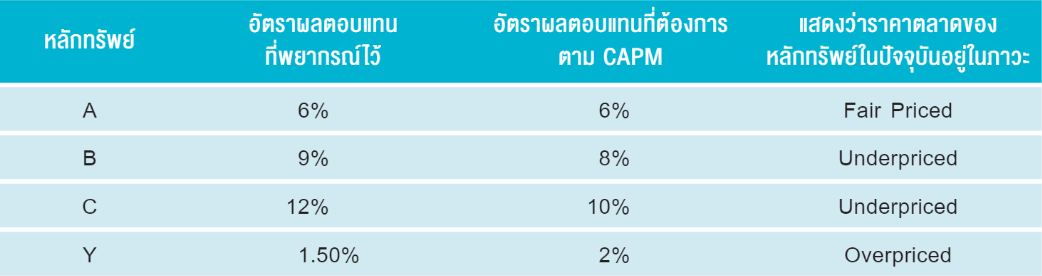 หลักทรัพย์ อัตราผลตอบแทน ที่พยากรณ์ไว้ อัตราผลตอบแทนที่ต้องการ ตาม CAPM แสดงว่าราคาตลาดของ หลักทรัพย์ในปัจจุบันอยู่ในภาวะ
A 6% 6% Fair Priced
B 9% 8% Underpriced
C 12% 10% Underpriced
Y 1.50% 2% Overpriced